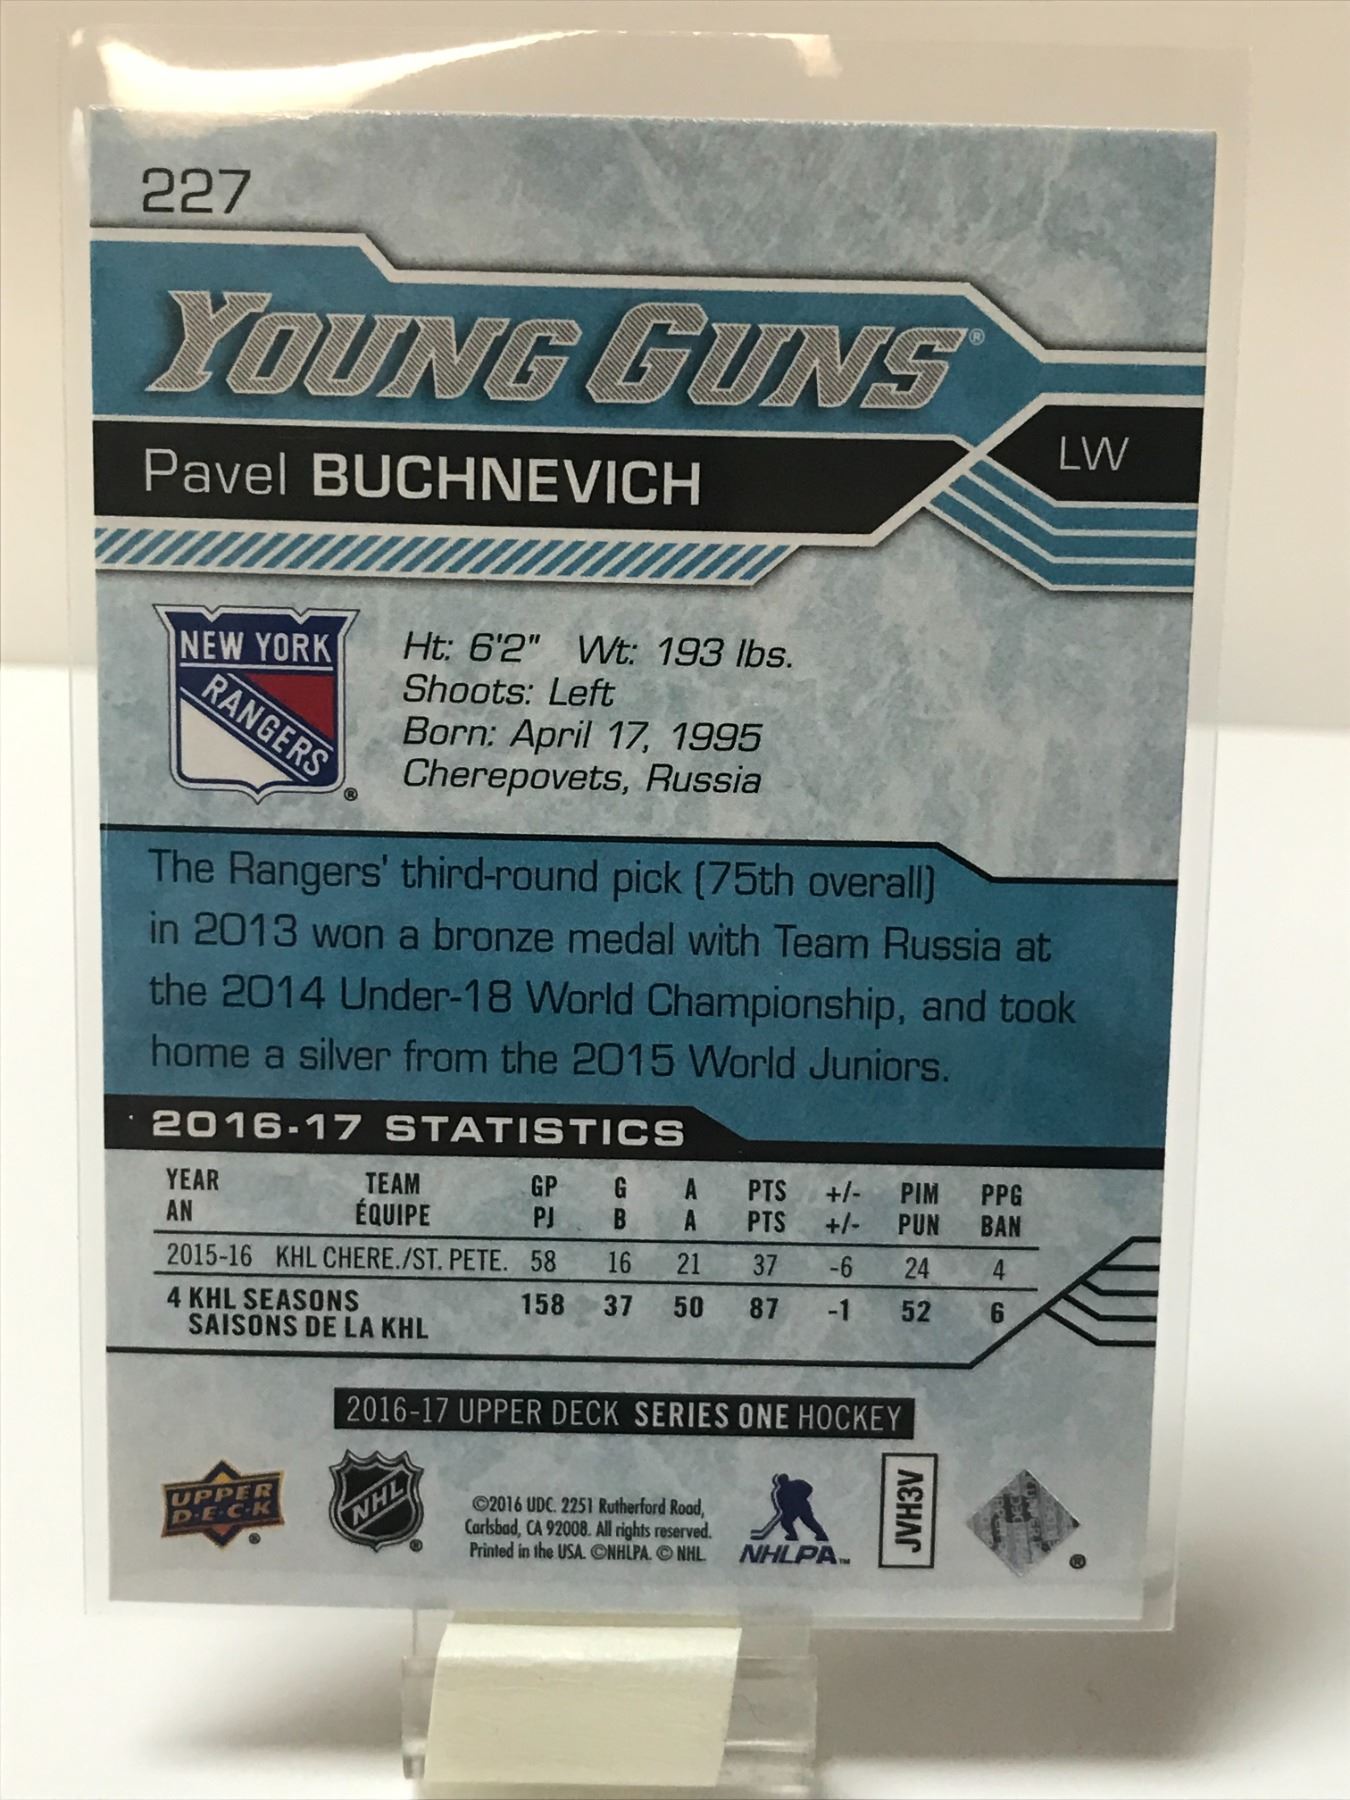 227
YOUNG GUNS®
Pavel BUCHNEVICH
LW
NEW YORK
RANGERS
®
Ht: 6'2" Wt: 193 lbs.
Shoots: Left
Born: April 17, 1995
Cherepovets, Russia
The Rangers' third-round pick (75th overall)
in 2013 won a bronze medal with Team Russia at
the 2014 Under-18 World Championship, and took
home a silver from the 2015 World Juniors.
2016-17 STATISTICS
YEAR TEAM GP G A PTS +/- PIM PPG
AN ÉQUIPE PJ B A PTS +/- PUN BAN
2015-16 KHL CHERE./ST. PETE. 58 16 21 37 -6 24 4
4 KHL SEASONS 158 37 50 87 -1 52 6
SAISONS DE LA KHL
2016-17 UPPER DECK SERIES ONE HOCKEY
UPPER
D·E·C·K
®
NHL
®
©2016 UDC. 2251 Rutherford Road,
Carlsbad, CA 92008. All rights reserved.
Printed in the USA. ©NHLPA. © NHL.
NHLPA™
JVH3V
®